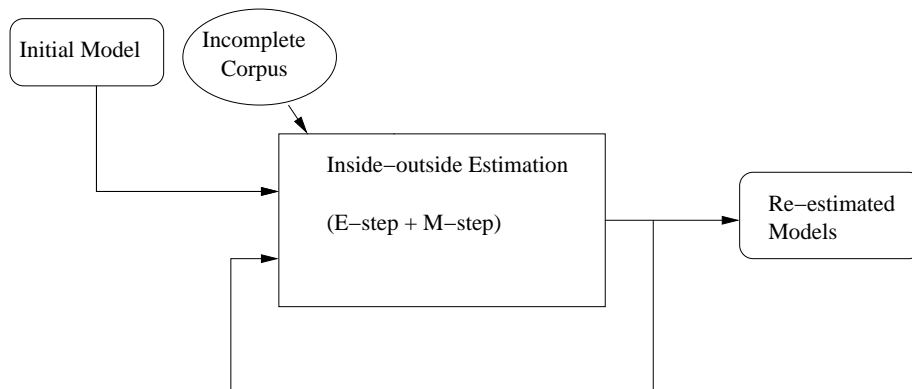 Initial Model
Incomplete
Corpus
Inside−outside Estimation
(E−step + M−step)
Re−estimated
Models